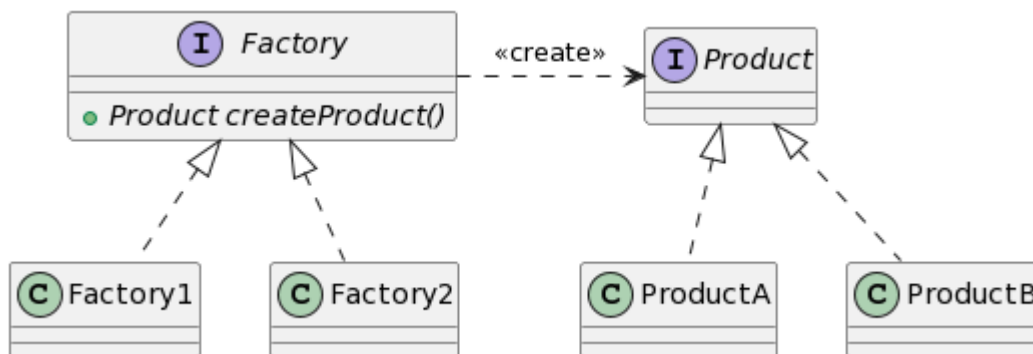 I Factory
«create»
I Product
Product createProduct()
C Factory1
C Factory2
C ProductA
C ProductB